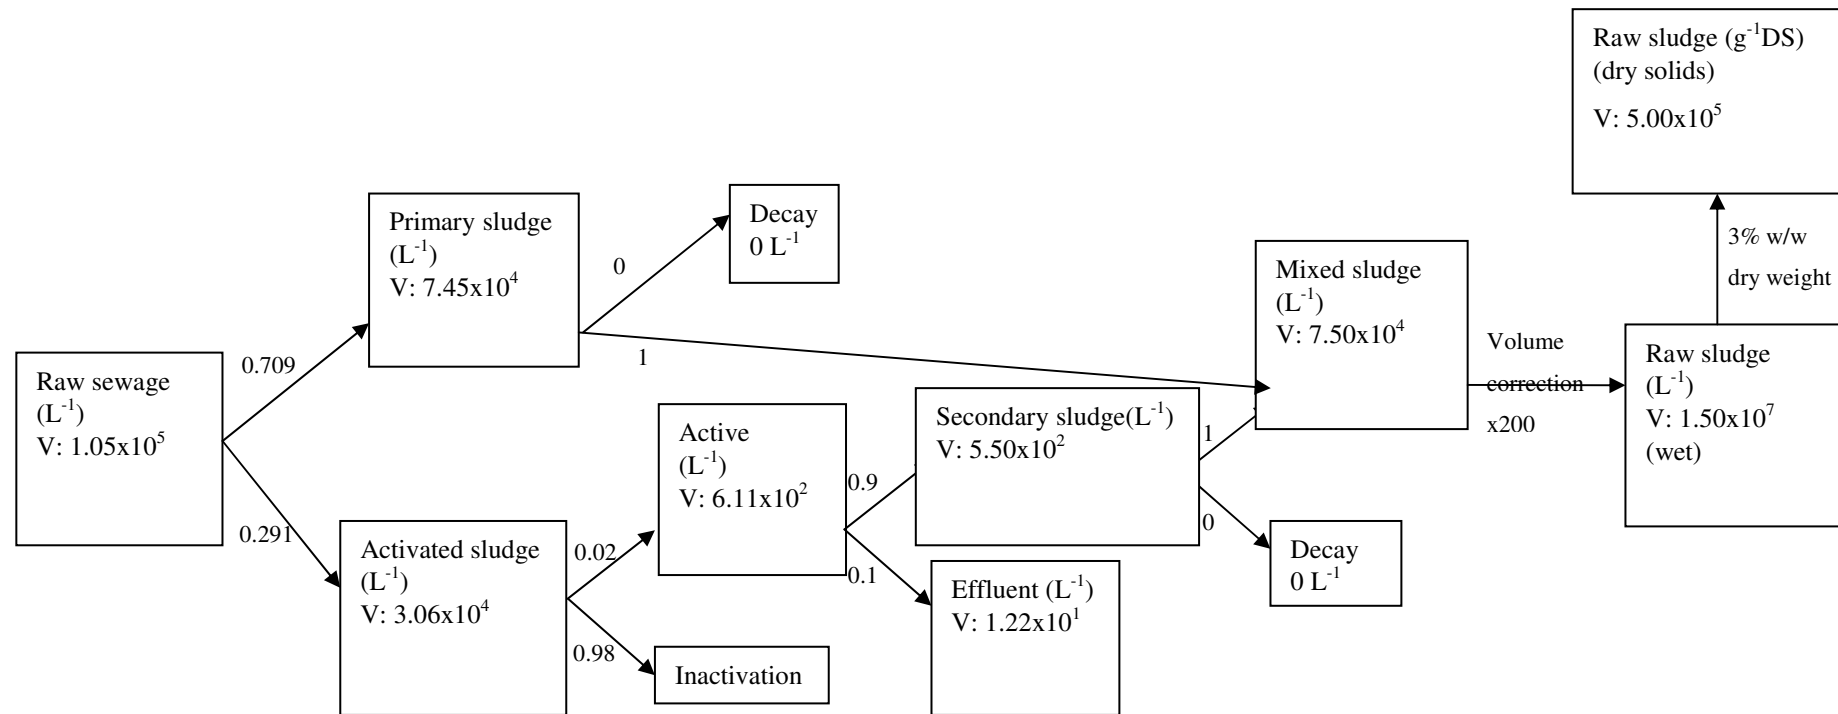 Raw sludge (g⁻¹DS)
(dry solids)
V: 5.00x10⁵
3% w/w
dry weight
Decay
0 L⁻¹
Primary sludge
(L⁻¹)
V: 7.45x10⁴
0
1
Mixed sludge
(L⁻¹)
V: 7.50x10⁴
Volume
correction
x200
Raw sludge
(L⁻¹)
V: 1.50x10⁷
(wet)
Raw sewage
(L⁻¹)
V: 1.05x10⁵
0.709
0.291
Active
(L⁻¹)
V: 6.11x10²
0.9
0.1
Secondary sludge(L⁻¹)
V: 5.50x10²
1
0
Activated sludge
(L⁻¹)
V: 3.06x10⁴
0.02
0.98
Effluent (L⁻¹)
V: 1.22x10¹
Decay
0 L⁻¹
Inactivation